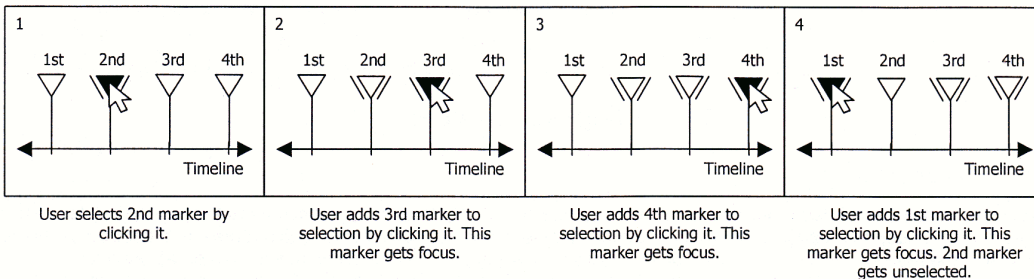 1
1st 2nd 3rd 4th
Timeline
User selects 2nd marker by
clicking it.
2
1st 2nd 3rd 4th
Timeline
User adds 3rd marker to
selection by clicking it. This
marker gets focus.
3
1st 2nd 3rd 4th
Timeline
User adds 4th marker to
selection by clicking it. This
marker gets focus.
4
1st 2nd 3rd 4th
Timeline
User adds 1st marker to
selection by clicking it. This
marker gets focus. 2nd marker
gets unselected.